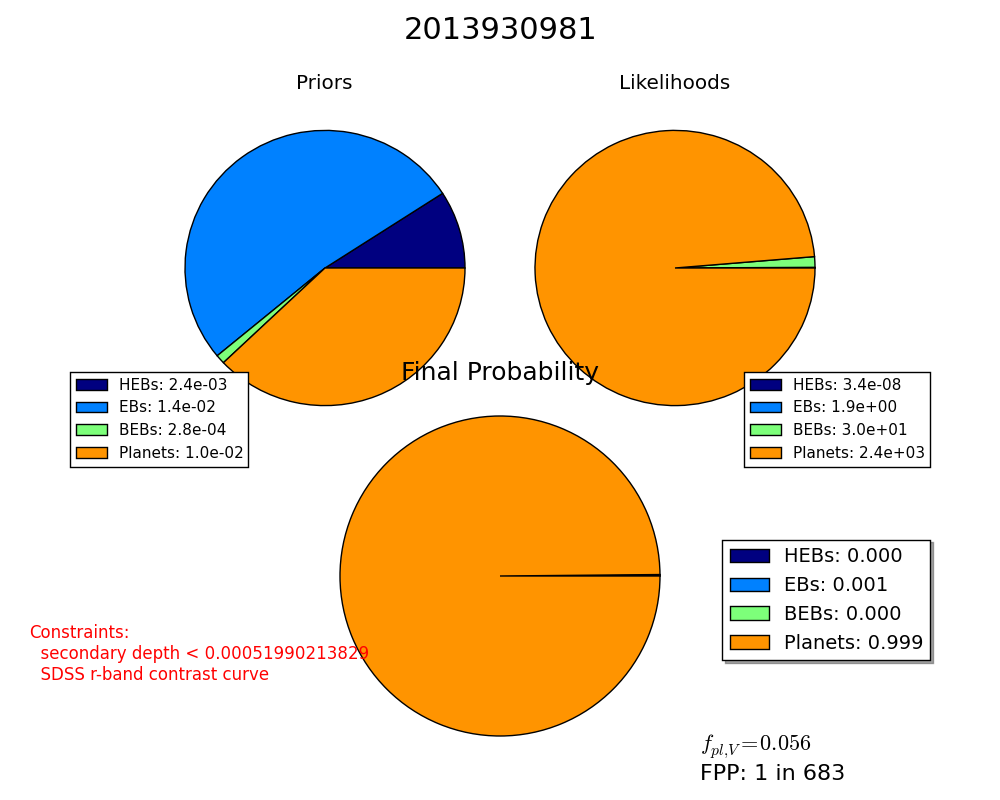 2013930981
Priors
Likelihoods
HEBs: 2.4e-03
EBs: 1.4e-02
BEBs: 2.8e-04
Planets: 1.0e-02
HEBs: 3.4e-08
EBs: 1.9e+00
BEBs: 3.0e+01
Planets: 2.4e+03
Final Probability
HEBs: 0.000
EBs: 0.001
BEBs: 0.000
Planets: 0.999
Constraints:
secondary depth < 0.00051990213829
SDSS r-band contrast curve
f_{pl,V} = 0.056
FPP: 1 in 683